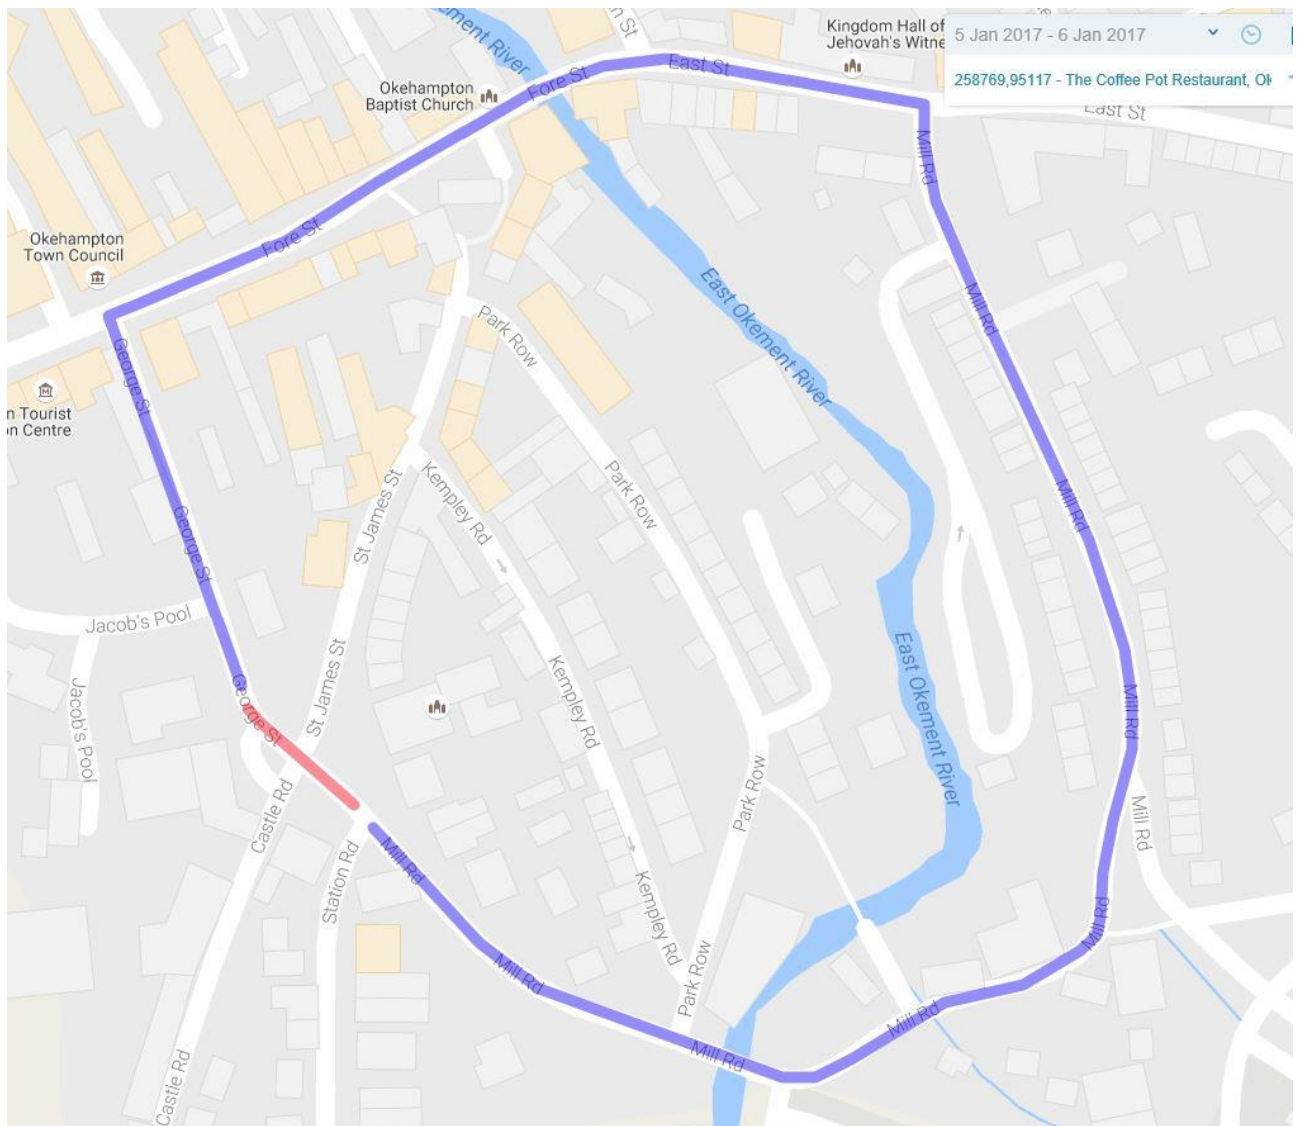 ement River
n St
Kingdom Hall of
Jehovah's Witne
5 Jan 2017 - 6 Jan 2017
258769,95117 - The Coffee Pot Restaurant, Ok
East St
Fore St
East St
Okehampton
Baptist Church
Mill Rd
Fore St
Okehampton
Town Council
East Okement River
Mill Rd
Park Row
George St
n Tourist
on Centre
Park Row
Kempley Rd
St James St
Mill Rd
George St
Jacob's Pool
East Okement River
St James St
Kempley Rd
Jacob's Pool
George St
Mill Rd
Castle Rd
Park Row
Mill Rd
Station Rd
Mill Rd
Kempley Rd
Mill Rd
Mill Rd
Park Row
Mill Rd
Mill Rd
Castle Rd